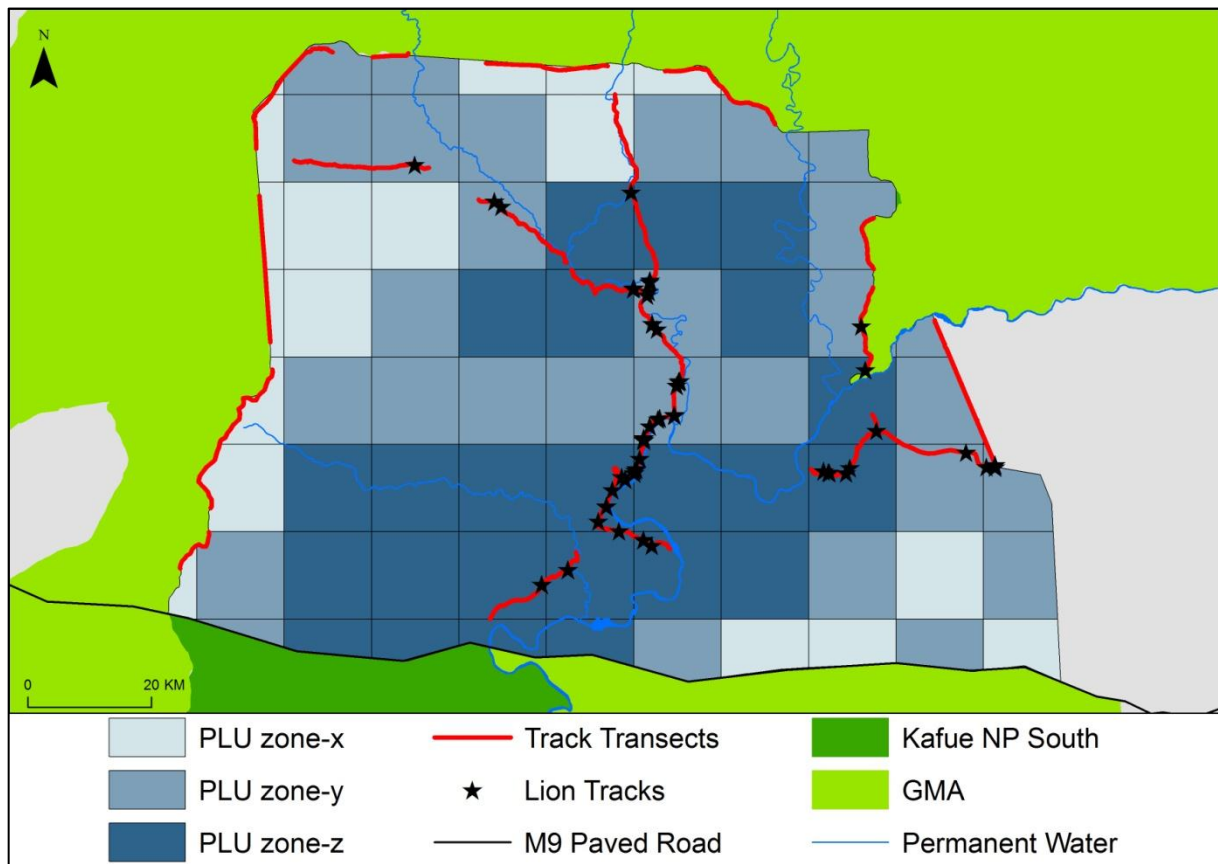 N
0 20 KM
PLU zone-x Track Transects Kafue NP South
PLU zone-y Lion Tracks GMA
PLU zone-z M9 Paved Road Permanent Water